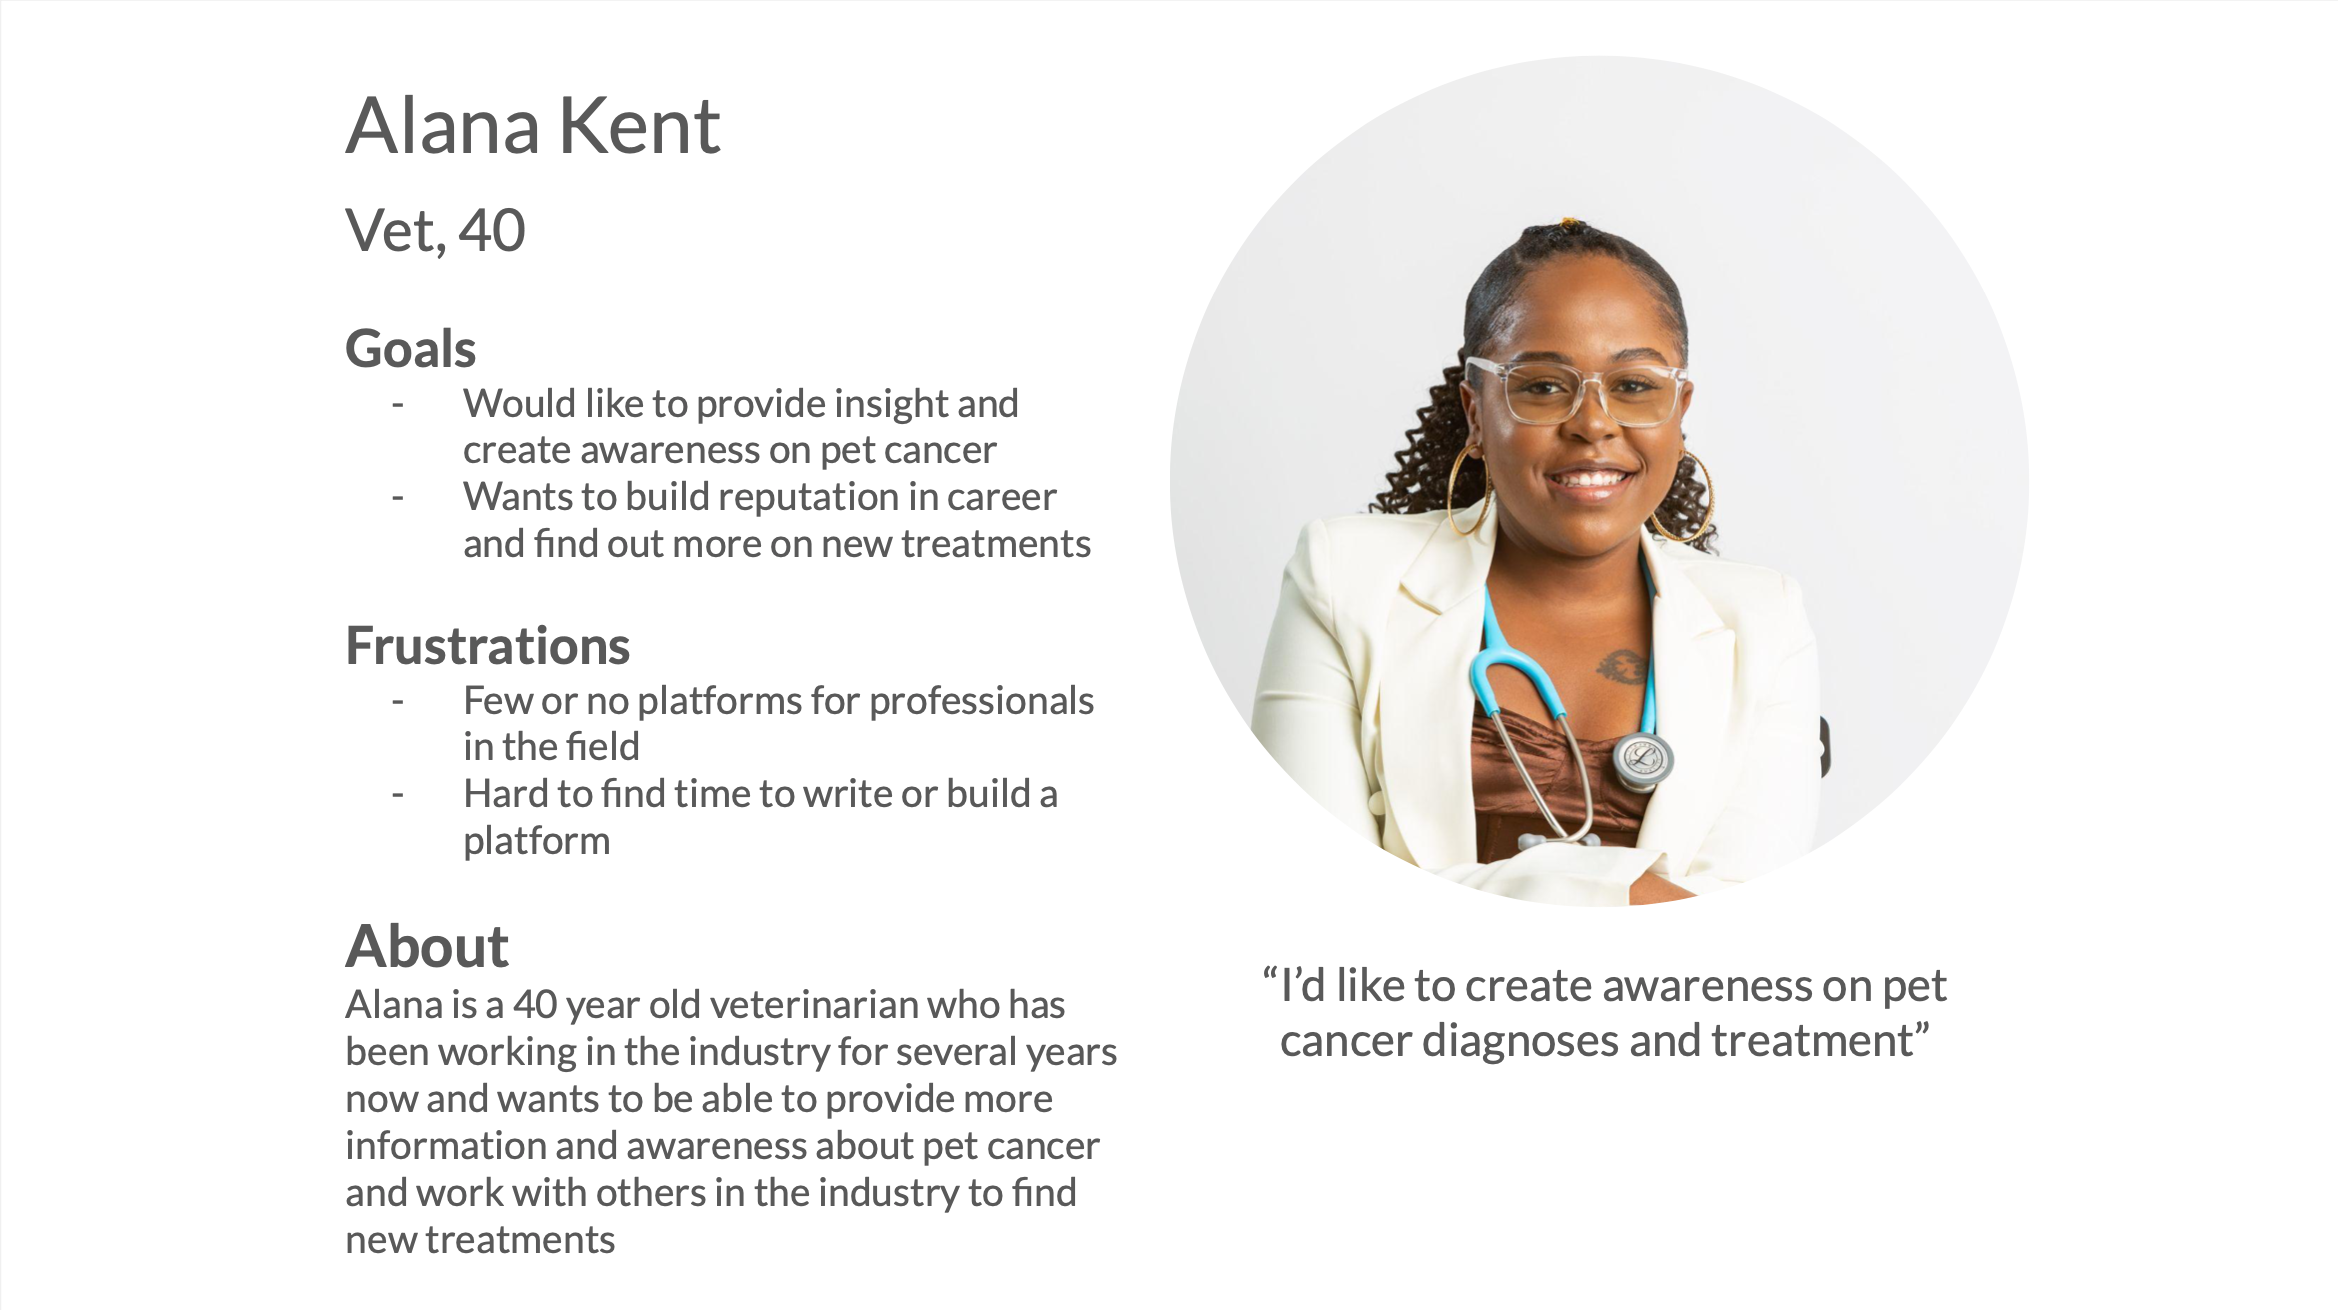 Alana Kent
Vet, 40
Goals
- Would like to provide insight and
create awareness on pet cancer
- Wants to build reputation in career
and find out more on new treatments
Frustrations
- Few or no platforms for professionals
in the field
- Hard to find time to write or build a
platform
About
Alana is a 40 year old veterinarian who has
been working in the industry for several years
now and wants to be able to provide more
information and awareness about pet cancer
and work with others in the industry to find
new treatments
“I’d like to create awareness on pet
cancer diagnoses and treatment”